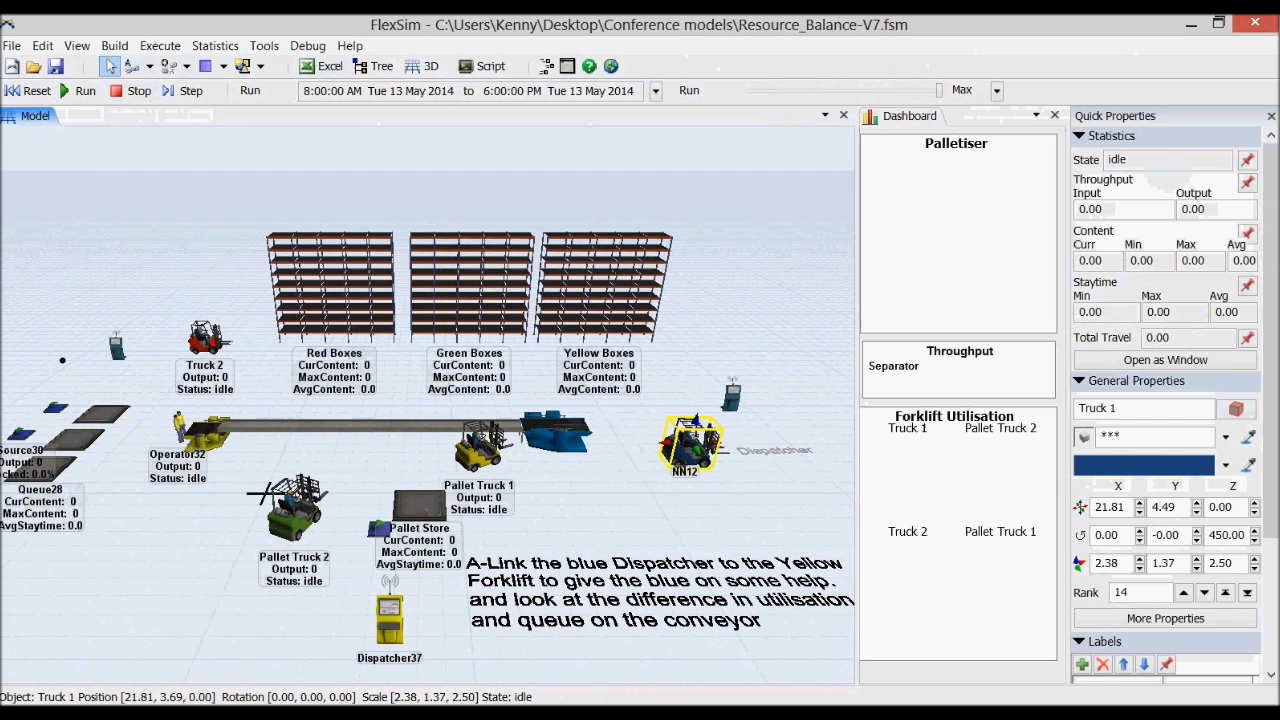 FlexSim - C:\Users\Kenny\Desktop\Conference models\Resource_Balance-V7.fsm
File Edit View Build Execute Statistics Tools Debug Help
Excel Tree 3D Script
Reset Run Stop Step Run 8:00:00 AM Tue 13 May 2014 to 6:00:00 PM Tue 13 May 2014 Run Max
Model
Truck 2
Output: 0
Status: idle
Red Boxes
CurContent: 0
MaxContent: 0
AvgContent: 0.0
Green Boxes
CurContent: 0
MaxContent: 0
AvgContent: 0.0
Yellow Boxes
CurContent: 0
MaxContent: 0
AvgContent: 0.0
Source30
Output: 0
ocked: 0.0%
Queue28
CurContent: 0
MaxContent: 0
AvgStaytime: 0.0
Operator32
Output: 0
Status: idle
Pallet Truck 2
Output: 0
Status: idle
Pallet Truck 1
Output: 0
Status: idle
Pallet Store
CurContent: 0
MaxContent: 0
AvgStaytime: 0.0
NN12
Dispatcher
Dispatcher37
A-Link the blue Dispatcher to the Yellow
Forklift to give the blue on some help.
and look at the difference in utilisation
and queue on the conveyor
Dashboard
Palletiser
Throughput
Separator
Forklift Utilisation
Truck 1 Pallet Truck 2
Truck 2 Pallet Truck 1
Quick Properties
Statistics
State idle
Throughput
Input Output
0.00 0.00
Content
Curr Min Max Avg
0.00 0.00 0.00 0.00
Staytime
Min Max Avg
0.00 0.00 0.00
Total Travel 0.00
Open as Window
General Properties
Truck 1
***
X Y Z
21.81 4.49 0.00
0.00 -0.00 450.00
2.38 1.37 2.50
Rank 14
More Properties
Labels
Object: Truck 1 Position [21.81, 3.69, 0.00] Rotation [0.00, 0.00, 0.00] Scale [2.38, 1.37, 2.50] State: idle